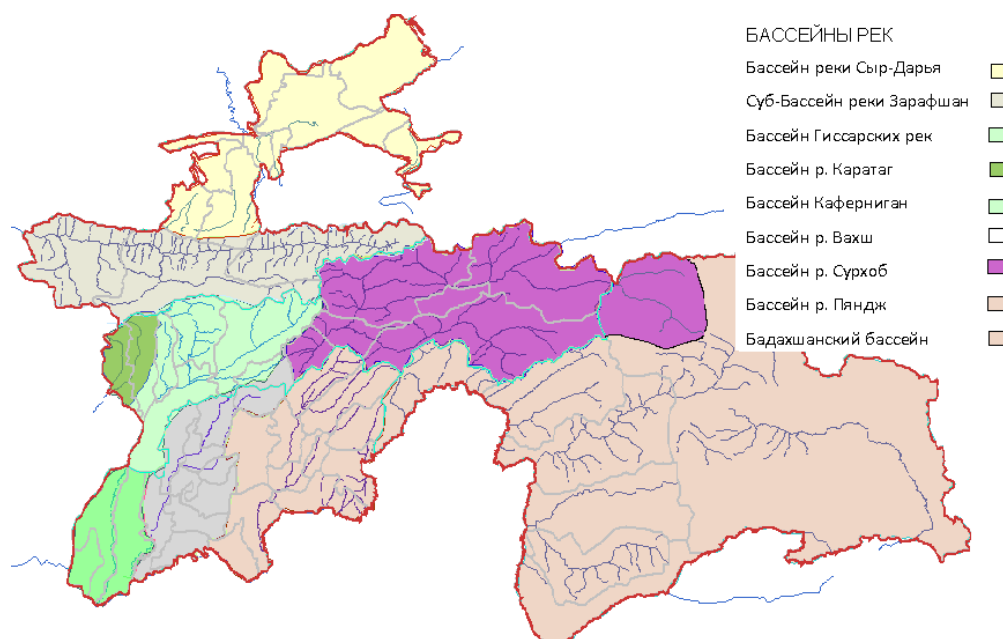 БАССЕЙНЫ РЕК
Бассейн реки Сыр-Дарья
Суб-Бассейн реки Зарафшан
Бассейн Гиссарских рек
Бассейн р. Каратаг
Бассейн Каферниган
Бассейн р. Вахш
Бассейн р. Сурхоб
Бассейн р. Пяндж
Бадахшанский бассейн